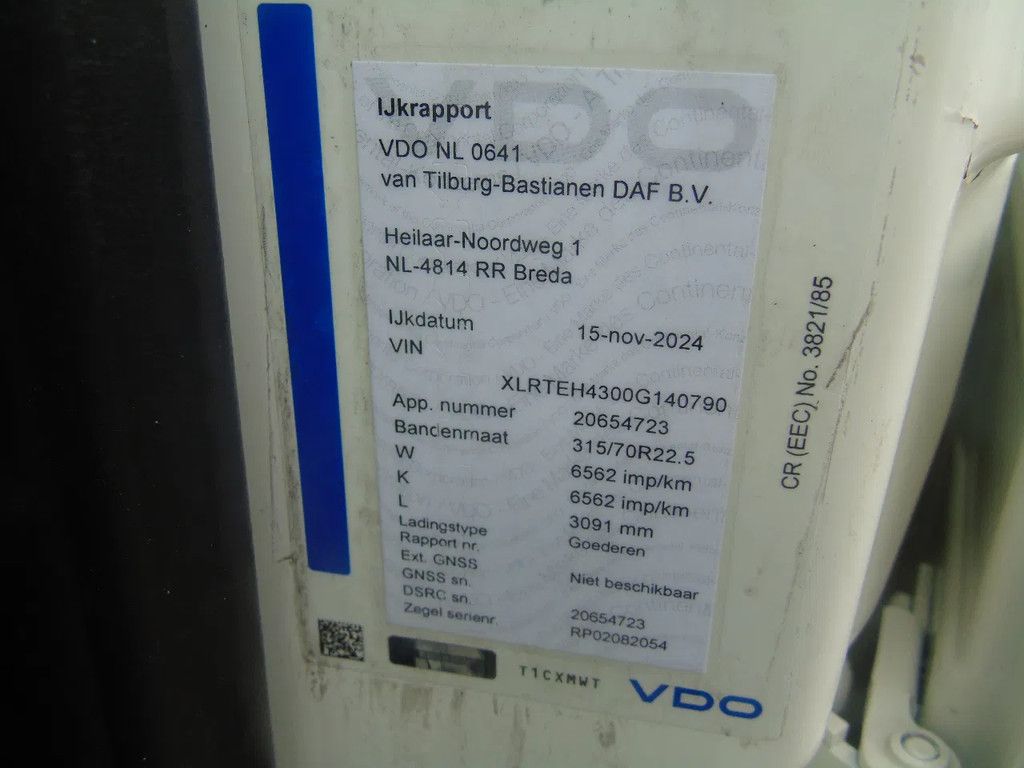 IJkrapport
VDO NL 0641
van Tilburg-Bastianen DAF B.V.
Heilaar-Noordweg 1
NL-4814 RR Breda
IJkdatum 15-nov-2024
VIN
XLRTEH4300G140790
App. nummer 20654723
Bandenmaat 315/70R22.5
W 6562 imp/km
K 6562 imp/km
L 3091 mm
Ladingstype Goederen
Rapport nr.
Ext. GNSS Niet beschikbaar
GNSS sn.
DSRC sn. 20654723
Zegel serienr. RP02082054
T1CXMWT
VDO
CR (EEC) No. 3821/85